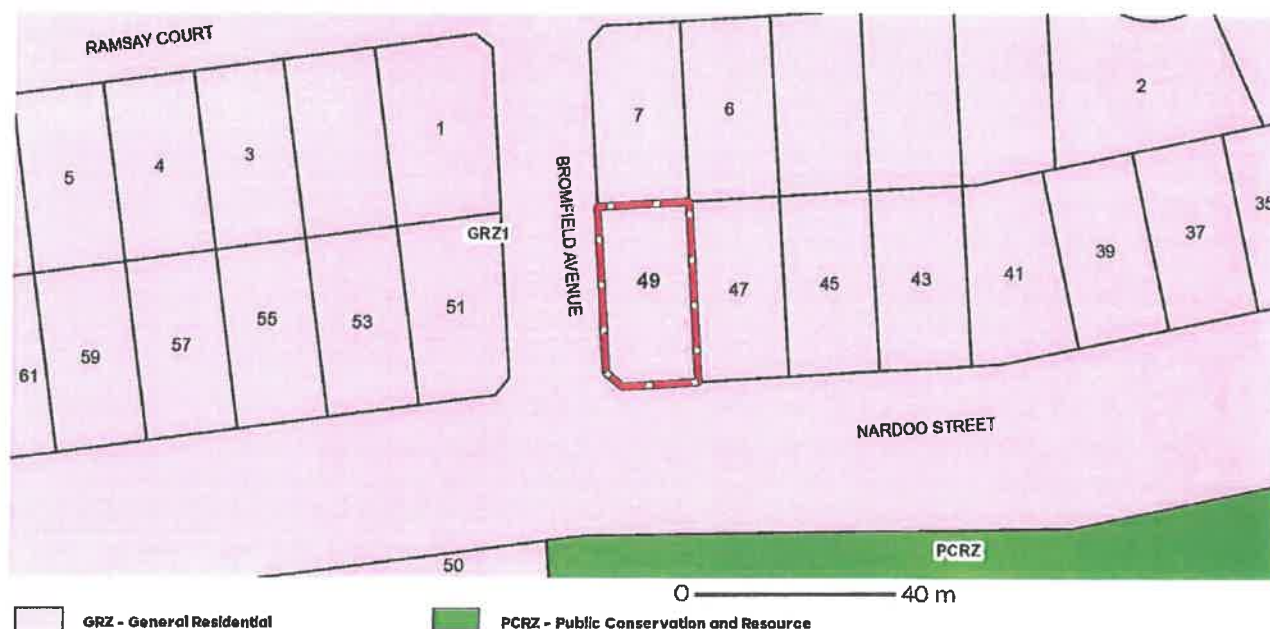 RAMSAY COURT
5
4
3
1
7
6
2
BROMFIELD AVENUE
GRZ1
61
59
57
55
53
51
49
47
45
43
41
39
37
35
NARDOO STREET
50
PCRZ
0 40 m
GRZ - General Residential
PCRZ - Public Conservation and Resource